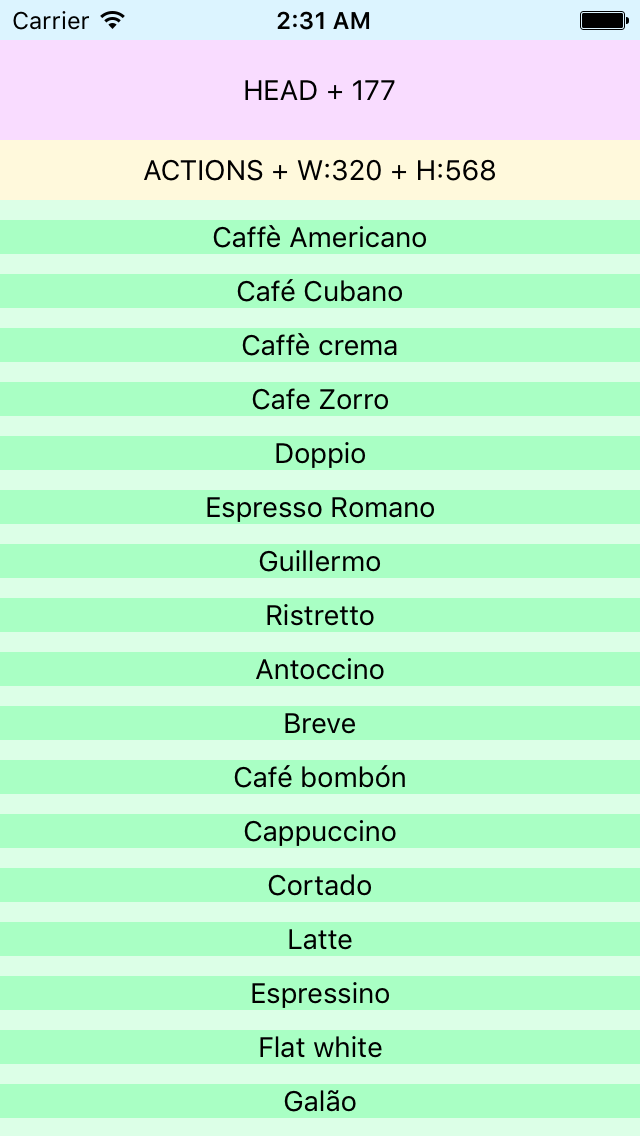 Carrier 2:31 AM
HEAD + 177
ACTIONS + W:320 + H:568
Caffè Americano
Café Cubano
Caffè crema
Cafe Zorro
Doppio
Espresso Romano
Guillermo
Ristretto
Antoccino
Breve
Café bombón
Cappuccino
Cortado
Latte
Espressino
Flat white
Galão